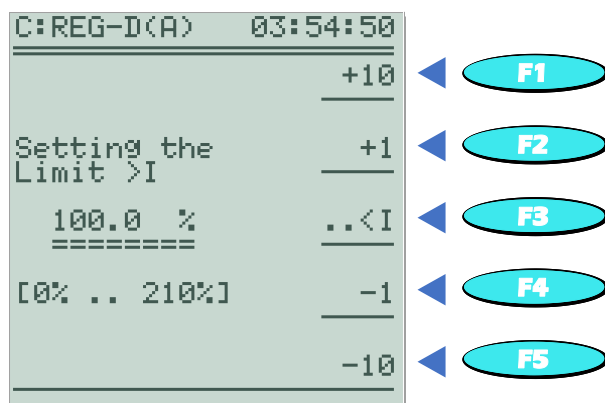 C:REG-D(A) 03:54:50
+10 F1
Setting the +1 F2
Limit >I
100.0 % ..<I F3
========
[0% .. 210%] -1 F4
-10 F5